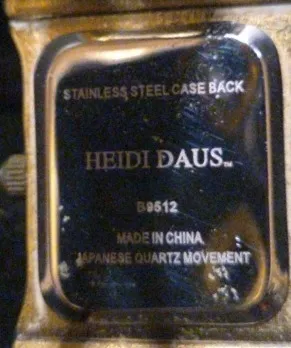 STAINLESS STEEL CASE BACK
HEIDI DAUS™
B9512
MADE IN CHINA
JAPANESE QUARTZ MOVEMENT